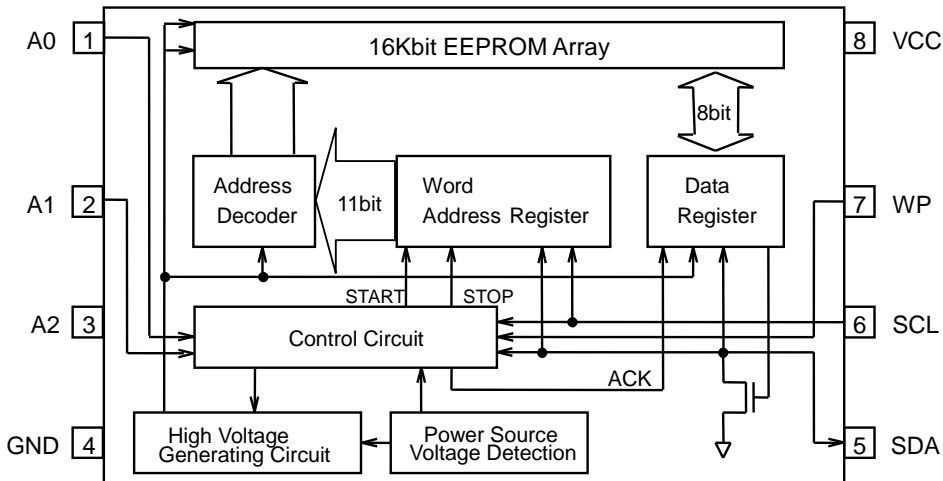 A0 1
16Kbit EEPROM Array
8 VCC
8bit
A1 2
Address
Decoder
11bit
Word
Address Register
Data
Register
7 WP
START
STOP
A2 3
Control Circuit
6 SCL
ACK
GND 4
High Voltage
Generating Circuit
Power Source
Voltage Detection
5 SDA